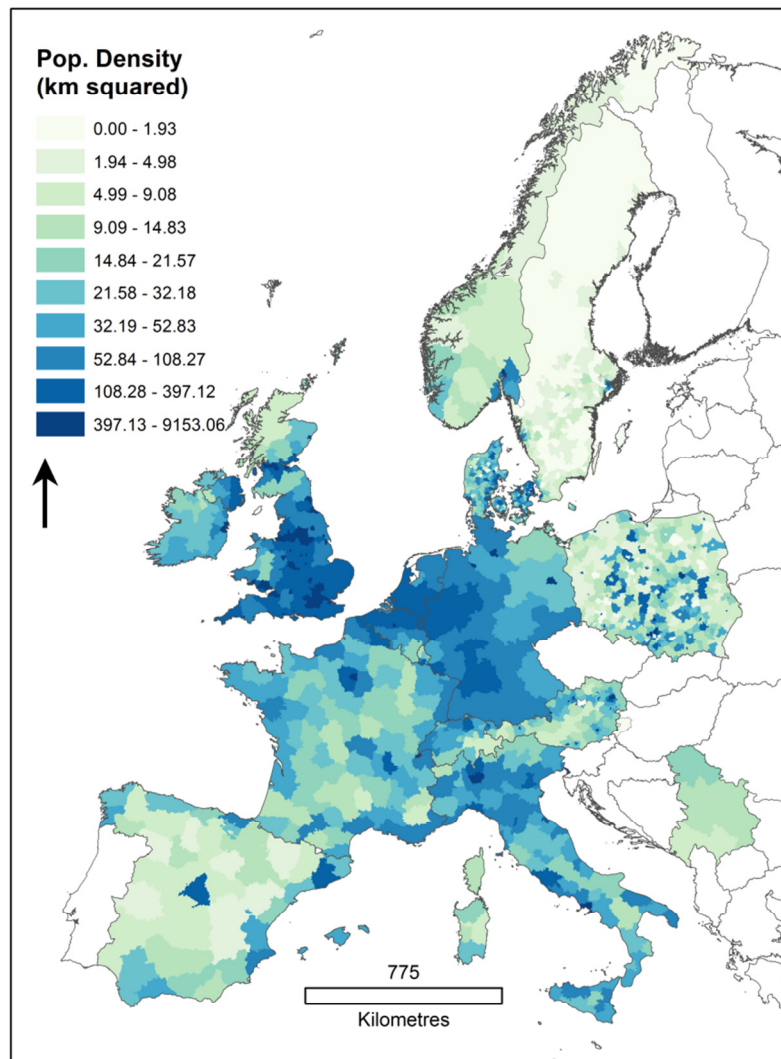 Pop. Density
(km squared)
0.00 - 1.93
1.94 - 4.98
4.99 - 9.08
9.09 - 14.83
14.84 - 21.57
21.58 - 32.18
32.19 - 52.83
52.84 - 108.27
108.28 - 397.12
397.13 - 9153.06
775
Kilometres